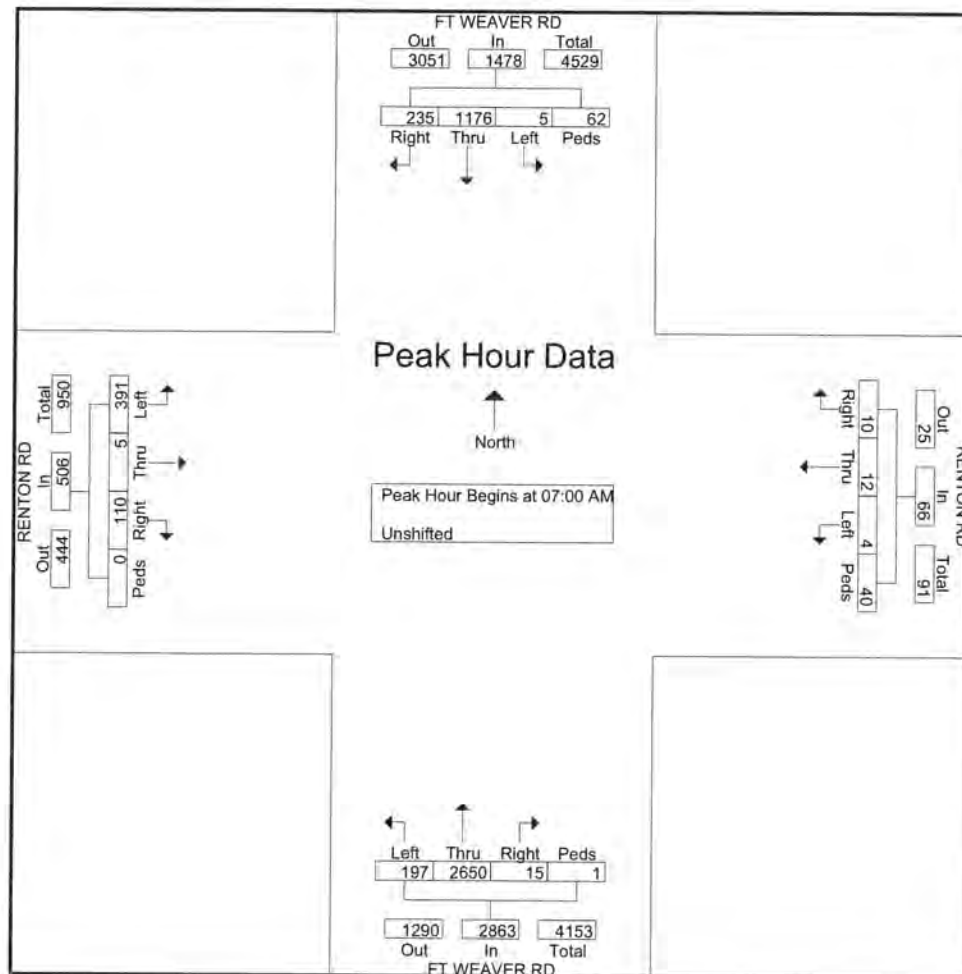 FT WEAVER RD
Out In Total
3051 1478 4529
235 1176 5 62
Right Thru Left Peds
Peak Hour Data
North
Peak Hour Begins at 07:00 AM
Unshifted
RENTON RD
Out In Total
444 506 950
391 5 110 0
Left Thru Right Peds
RENTON RD
Out In Total
25 66 91
10 12 4 40
Right Thru Left Peds
Left Thru Right Peds
197 2650 15 1
1290 2863 4153
Out In Total
FT WEAVER RD